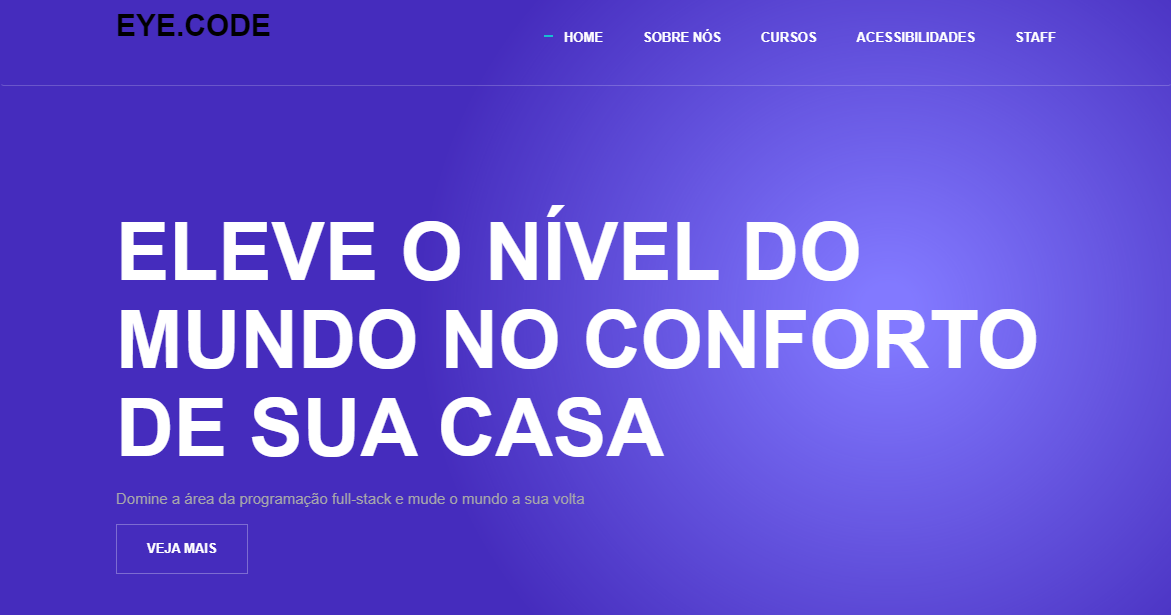 EYE.CODE
HOME SOBRE NÓS CURSOS ACESSIBILIDADES STAFF
ELEVE O NÍVEL DO
MUNDO NO CONFORTO
DE SUA CASA
Domine a área da programação full-stack e mude o mundo a sua volta
VEJA MAIS